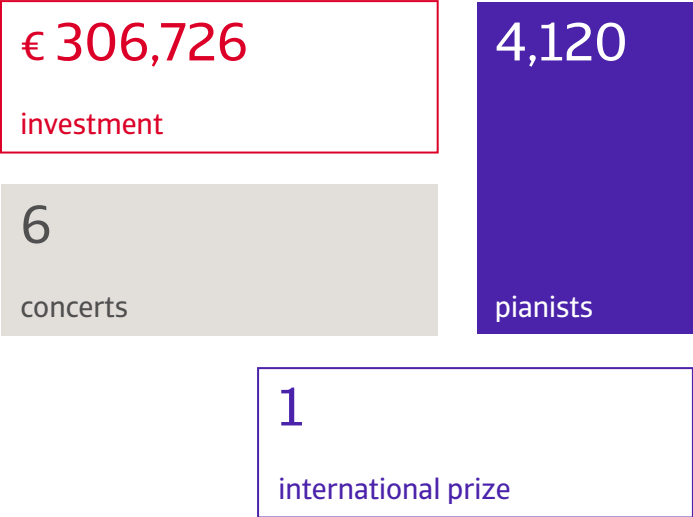 € 306,726
investment
4,120
pianists
6
concerts
1
international prize